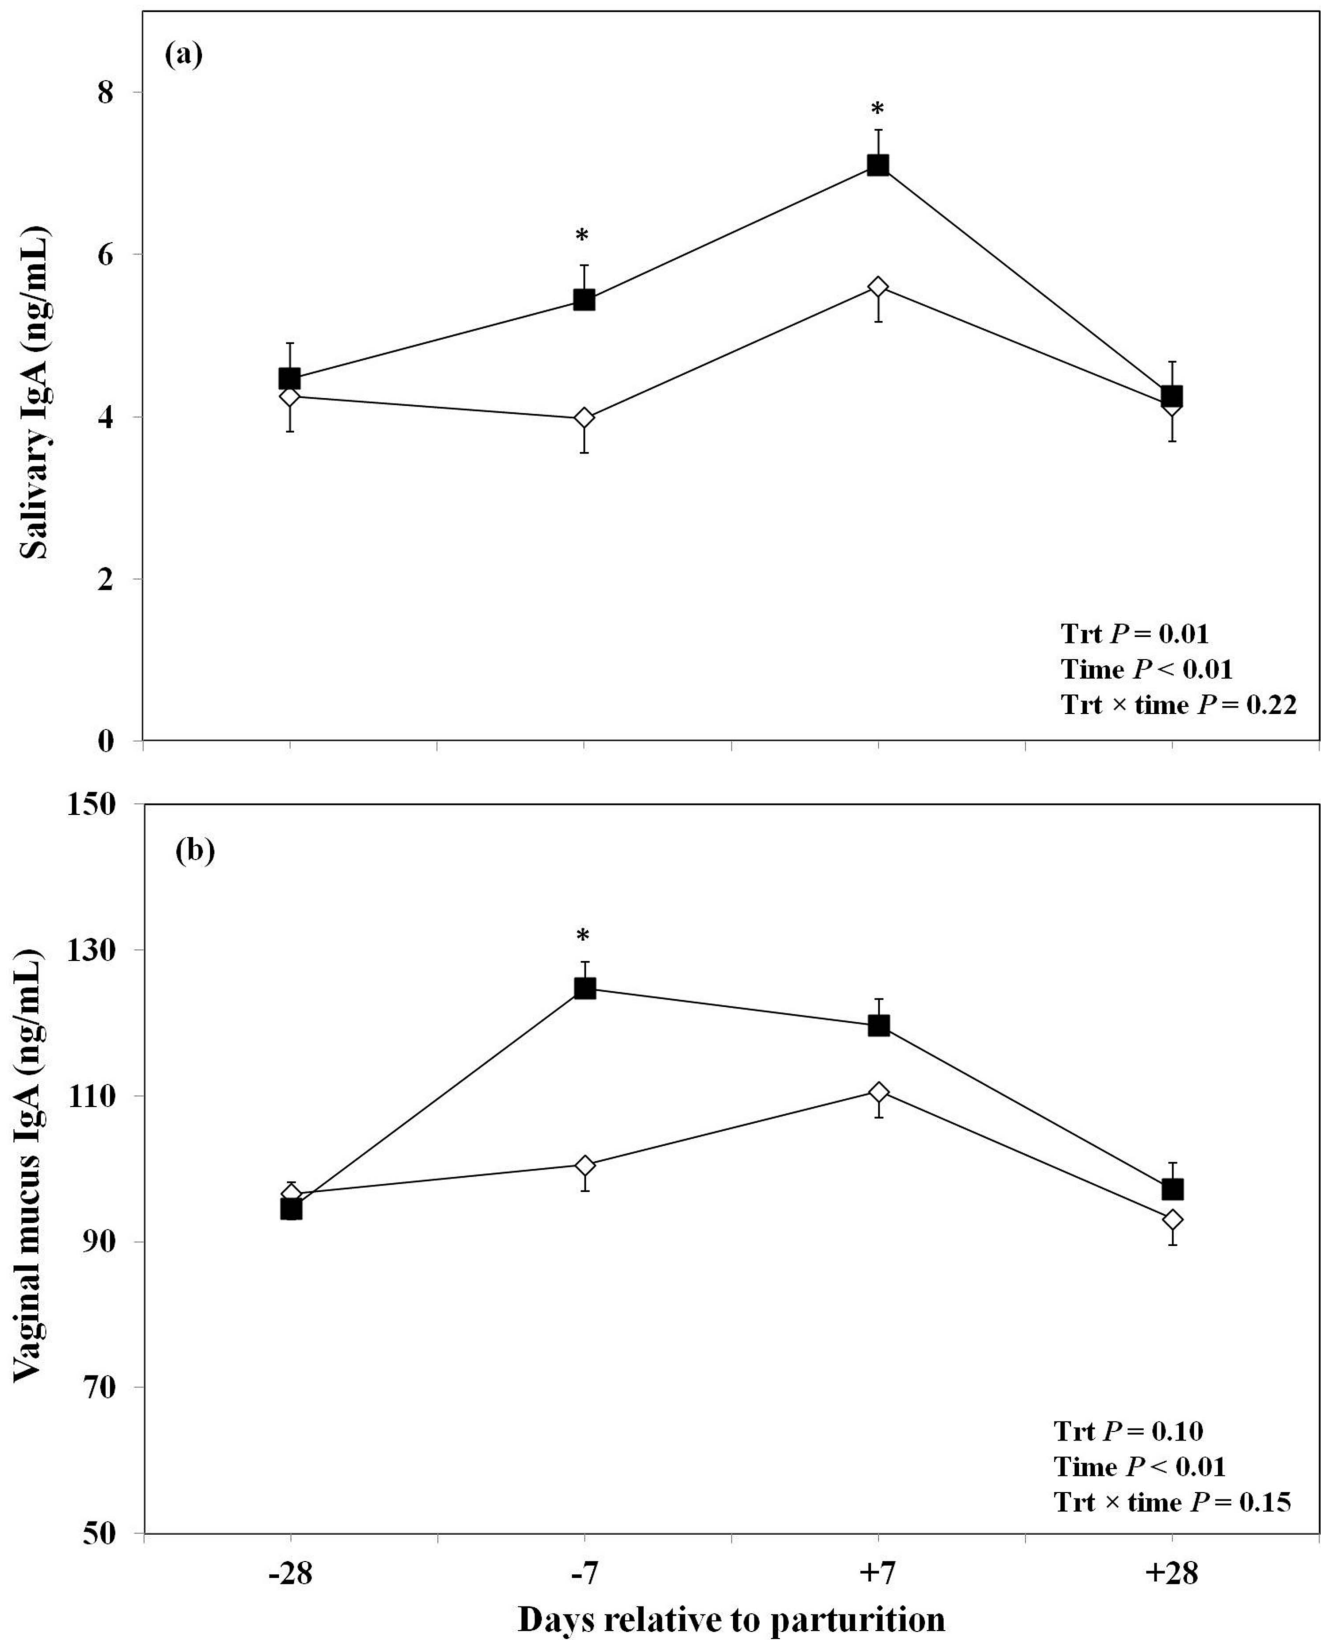 (a)
8
*
6
*
4
2
0
Salivary IgA (ng/mL)
Trt P = 0.01
Time P < 0.01
Trt × time P = 0.22
150
(b)
130
*
110
90
70
50
Vaginal mucus IgA (ng/mL)
Trt P = 0.10
Time P < 0.01
Trt × time P = 0.15
-28 -7 +7 +28
Days relative to parturition